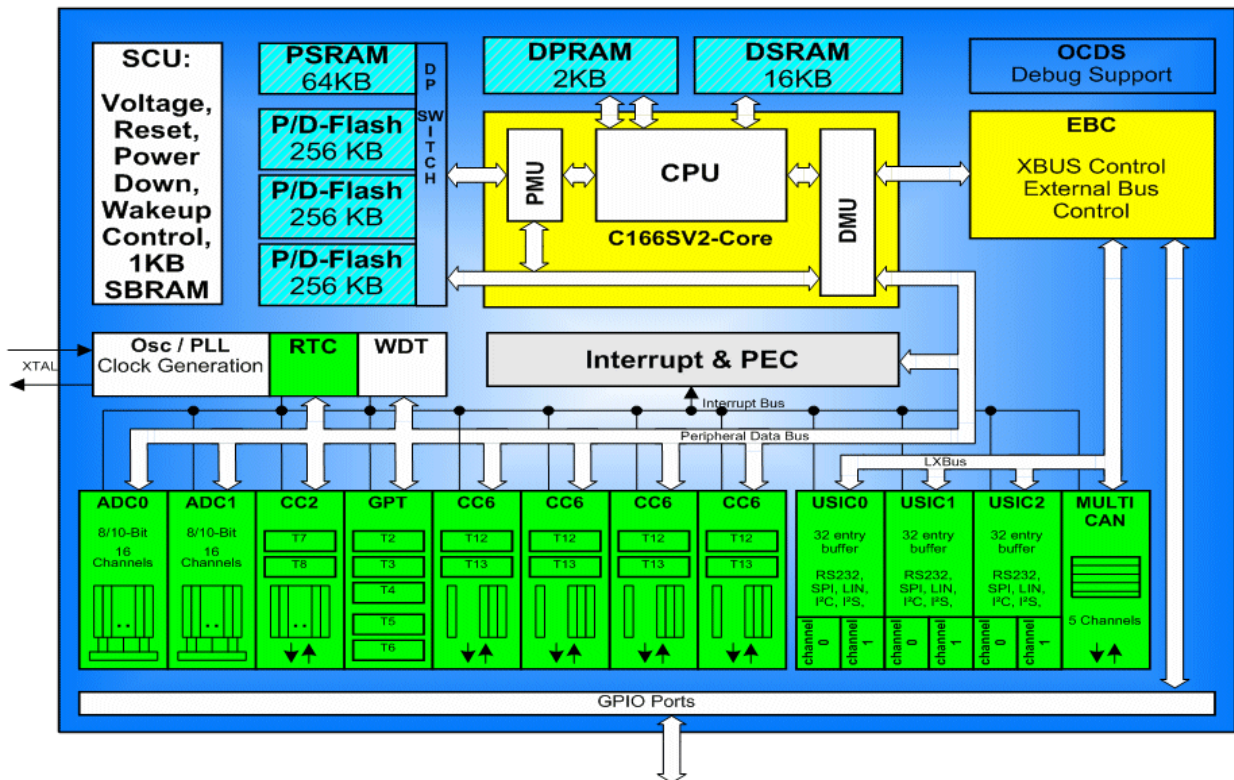 SCU:
Voltage,
Reset,
Power
Down,
Wakeup
Control,
1KB
SBRAM
PSRAM
64KB
P/D-Flash
256 KB
P/D-Flash
256 KB
P/D-Flash
256 KB
DP SWITCH
DPRAM
2KB
DSRAM
16KB
PMU
CPU
DMU
C166SV2-Core
OCDS
Debug Support
EBC
XBUS Control
External Bus
Control
XTAL
Osc / PLL
Clock Generation
RTC
WDT
Interrupt & PEC
Interrupt Bus
Peripheral Data Bus
LXBus
ADC0
8/10-Bit
16
Channels
ADC1
8/10-Bit
16
Channels
CC2
T7
T8
GPT
T2
T3
T4
T5
T6
CC6
T12
T13
CC6
T12
T13
CC6
T12
T13
CC6
T12
T13
USIC0
32 entry
buffer
RS232,
SPI, LIN,
I²C, I²S,
channel
0
channel
1
USIC1
32 entry
buffer
RS232,
SPI, LIN,
I²C, I²S,
channel
0
channel
1
USIC2
32 entry
buffer
RS232,
SPI, LIN,
I²C, I²S,
channel
0
channel
1
MULTI
CAN
5 Channels
GPIO Ports